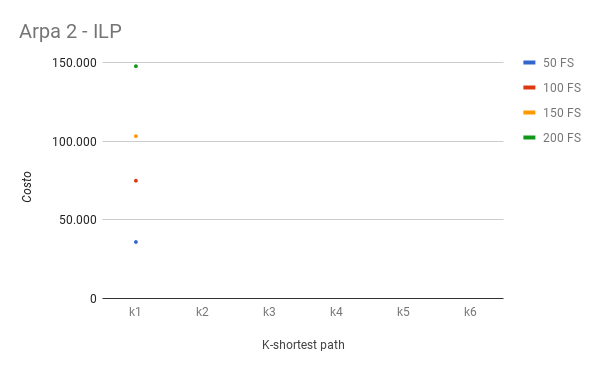 Arpa 2 - ILP
150.000
100.000
50.000
0
Costo
k1 k2 k3 k4 k5 k6
K-shortest path
50 FS
100 FS
150 FS
200 FS